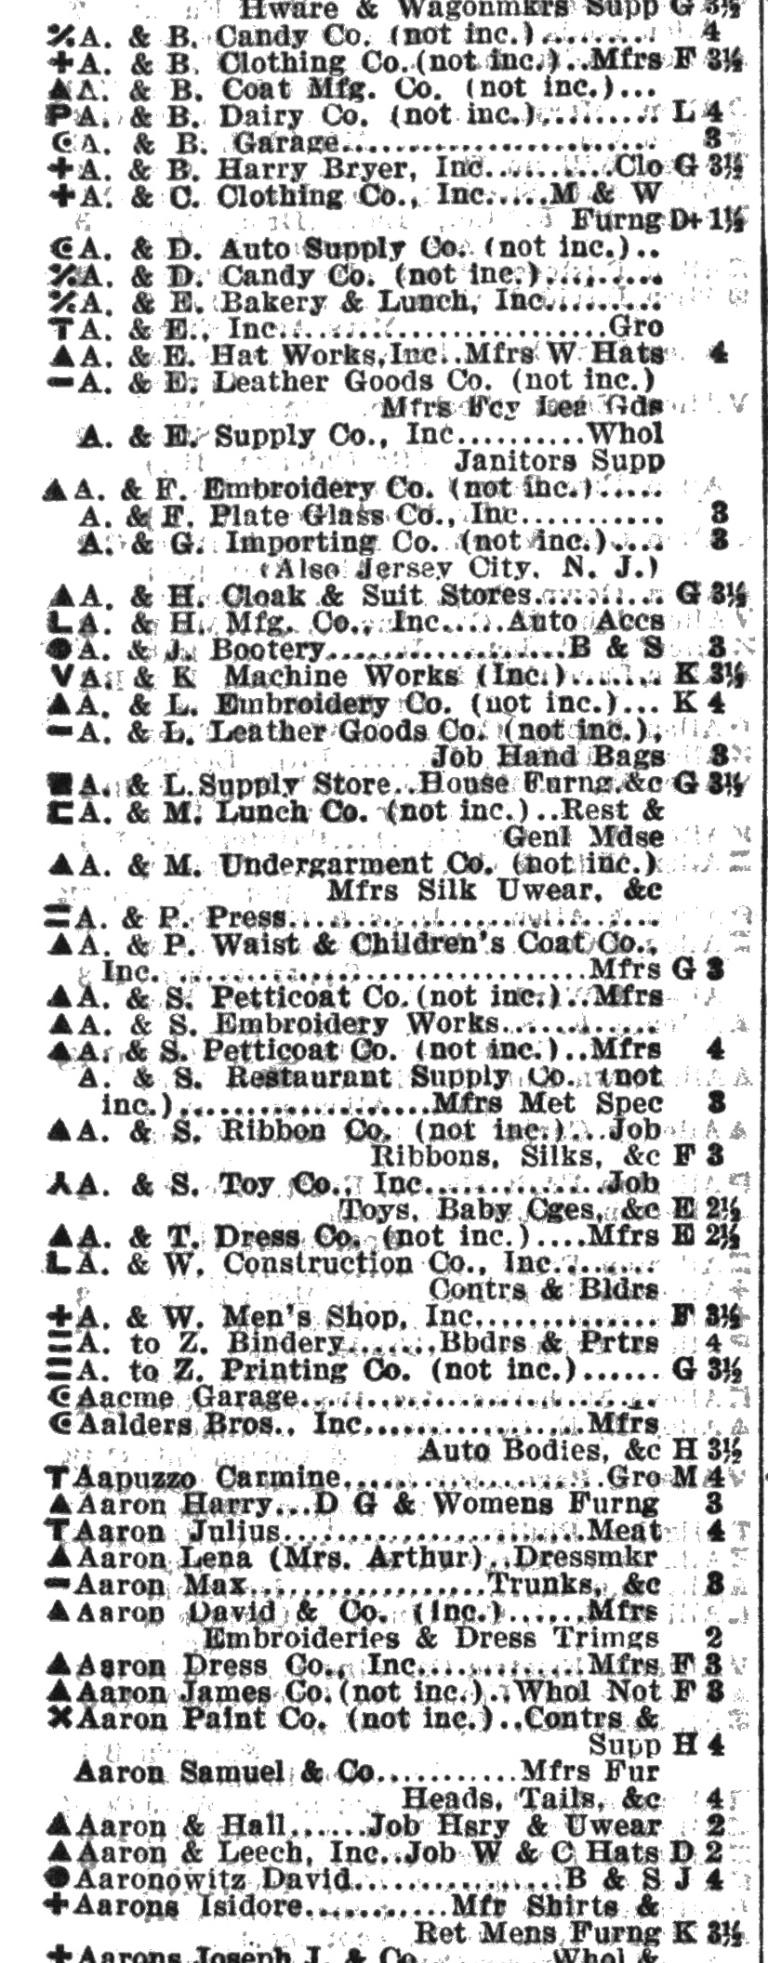 Hware & Wagonmkrs Supp G 3½
٪A. & B. Candy Co. (not inc.)........ 4
+A. & B. Clothing Co.(not inc.)..Mfrs F 3½
▲A. & B. Coat Mfg. Co. (not inc.)...
PA. & B. Dairy Co. (not inc.)........ L 4
A. & B. Garage...................... 3
+A. & B. Harry Bryer, Inc..........Clo G 3½
+A. & C. Clothing Co., Inc.....M & W
Furng D+ 1½
A. & D. Auto Supply Co. (not inc.)..
٪A. & D. Candy Co. (not inc.).........
٪A. & E. Bakery & Lunch, Inc.........
TA. & E., Inc......................Gro
▲A. & E. Hat Works,Inc..Mfrs W Hats 4
—A. & E. Leather Goods Co. (not inc.)
Mfrs Fcy Lea Gds
A. & E. Supply Co., Inc..........Whol
Janitors Supp
▲A. & F. Embroidery Co. (not inc.).....
A. & F. Plate Glass Co., Inc........... 3
A. & G. Importing Co. (not inc.).... 3
(Also Jersey City, N. J.)
▲A. & H. Cloak & Suit Stores......... G 3½
LA. & H. Mfg. Co., Inc.....Auto Accs
●A. & J. Bootery................B & S 3
VA. & K Machine Works (Inc.)....... K 3½
▲A. & L. Embroidery Co. (not inc.)... K 4
—A. & L. Leather Goods Co. (not inc.),
Job Hand Bags 3
■A. & L.Supply Store..House Furng.&c G 3½
A. & M. Lunch Co. (not inc.)..Rest &
Genl Mdse
▲A. & M. Undergarment Co. (not inc.)
Mfrs Silk Uwear, &c
=A. & P. Press..........................
▲A. & P. Waist & Children's Coat Co.,
Inc. .............................Mfrs G 3
▲A. & S. Petticoat Co.(not inc.)..Mfrs
▲A. & S. Embroidery Works............
▲A. & S. Petticoat Co. (not inc.)..Mfrs 4
A. & S. Restaurant Supply Co. (not
inc.)..................Mfrs Met Spec 3
▲A. & S. Ribbon Co. (not inc.)...Job
Ribbons, Silks, &c F 3
A. & S. Toy Co., Inc.............Job
Toys, Baby Cges, &c E 2½
▲A. & T. Dress Co. (not inc.)....Mfrs E 2½
LA. & W. Construction Co., Inc........
Contrs & Bldrs
+A. & W. Men's Shop, Inc............. F 3½
A. to Z. Bindery.......Bbdrs & Prtrs 4
A. to Z. Printing Co. (not inc.)...... G 3½
Aacme Garage.........................
Aalders Bros., Inc................Mfrs
Auto Bodies, &c H 3½
TAapuzzo Carmine...................Gro M 4
▲Aaron Harry...D G & Womens Furng 3
TAaron Julius.......................Meat 4
▲Aaron Lena (Mrs. Arthur)..Dressmkr
—Aaron Max................Trunks, &c 3
▲Aaron David & Co. (Inc.)......Mfrs
Embroideries & Dress Trimgs 2
▲Aaron Dress Co., Inc............Mfrs F 3
▲Aaron James Co.(not inc.)..Whol Not F 3
×Aaron Paint Co. (not inc.)..Contrs &
Supp H 4
Aaron Samuel & Co..........Mfrs Fur
Heads, Tails, &c 4
▲Aaron & Hall......Job Hsry & Uwear 2
▲Aaron & Leech, Inc..Job W & C Hats D 2
●Aaronowitz David...............B & S J 4
+Aarons Isidore...........Mfr Shirts &
Ret Mens Furng K 3½
+Aarons Joseph J. & Co........Whol &